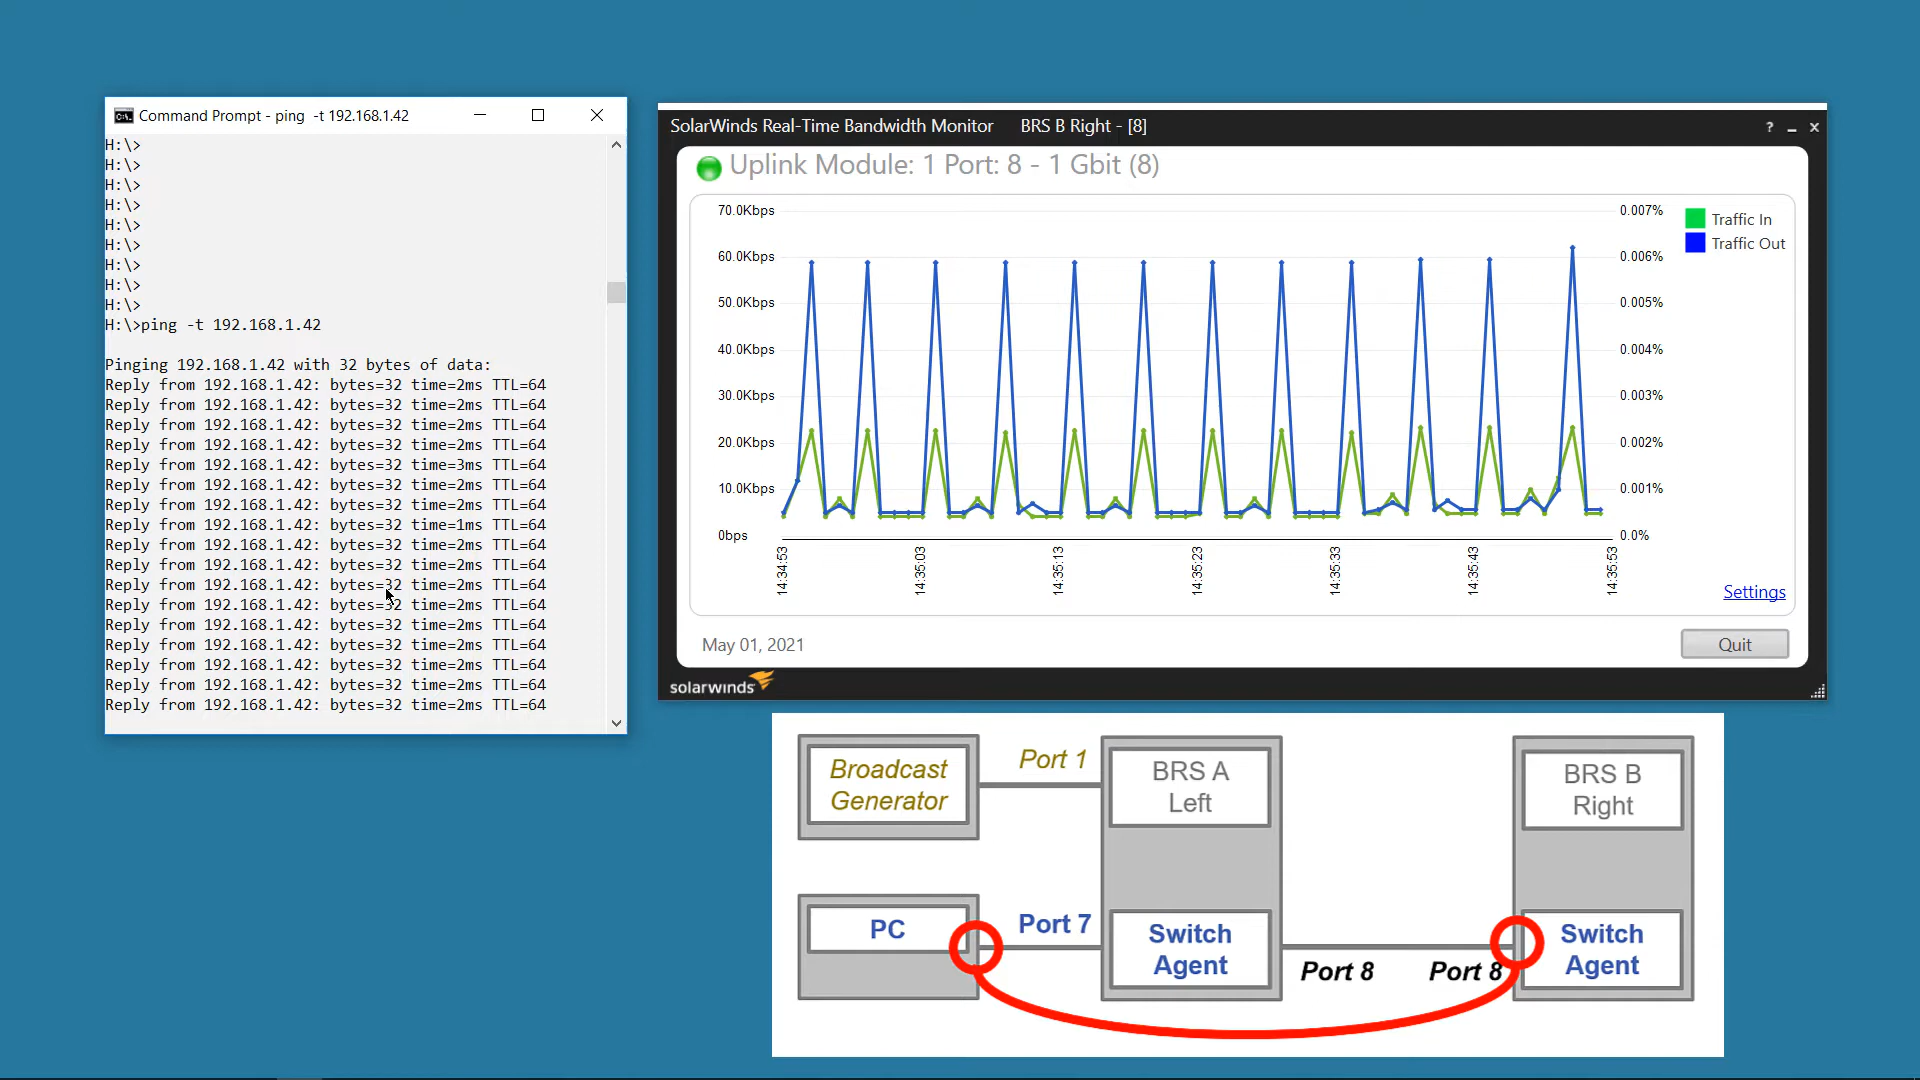 Command Prompt - ping -t 192.168.1.42
H:\>
H:\>
H:\>
H:\>
H:\>
H:\>
H:\>
H:\>
H:\>
H:\>ping -t 192.168.1.42
Pinging 192.168.1.42 with 32 bytes of data:
Reply from 192.168.1.42: bytes=32 time=2ms TTL=64
Reply from 192.168.1.42: bytes=32 time=2ms TTL=64
Reply from 192.168.1.42: bytes=32 time=2ms TTL=64
Reply from 192.168.1.42: bytes=32 time=2ms TTL=64
Reply from 192.168.1.42: bytes=32 time=3ms TTL=64
Reply from 192.168.1.42: bytes=32 time=2ms TTL=64
Reply from 192.168.1.42: bytes=32 time=2ms TTL=64
Reply from 192.168.1.42: bytes=32 time=1ms TTL=64
Reply from 192.168.1.42: bytes=32 time=2ms TTL=64
Reply from 192.168.1.42: bytes=32 time=2ms TTL=64
Reply from 192.168.1.42: bytes=32 time=2ms TTL=64
Reply from 192.168.1.42: bytes=32 time=2ms TTL=64
Reply from 192.168.1.42: bytes=32 time=2ms TTL=64
Reply from 192.168.1.42: bytes=32 time=2ms TTL=64
Reply from 192.168.1.42: bytes=32 time=2ms TTL=64
Reply from 192.168.1.42: bytes=32 time=2ms TTL=64
Reply from 192.168.1.42: bytes=32 time=2ms TTL=64
SolarWinds Real-Time Bandwidth Monitor BRS B Right - [8]
Uplink Module: 1 Port: 8 - 1 Gbit (8)
70.0Kbps 0.007%
60.0Kbps 0.006%
50.0Kbps 0.005%
40.0Kbps 0.004%
30.0Kbps 0.003%
20.0Kbps 0.002%
10.0Kbps 0.001%
0bps 0.0%
14:34:53
14:35:03
14:35:13
14:35:23
14:35:33
14:35:43
14:35:53
Traffic In
Traffic Out
Settings
May 01, 2021
Quit
solarwinds
Broadcast
Generator
Port 1
BRS A
Left
BRS B
Right
PC
Port 7
Switch
Agent
Port 8
Port 8
Switch
Agent